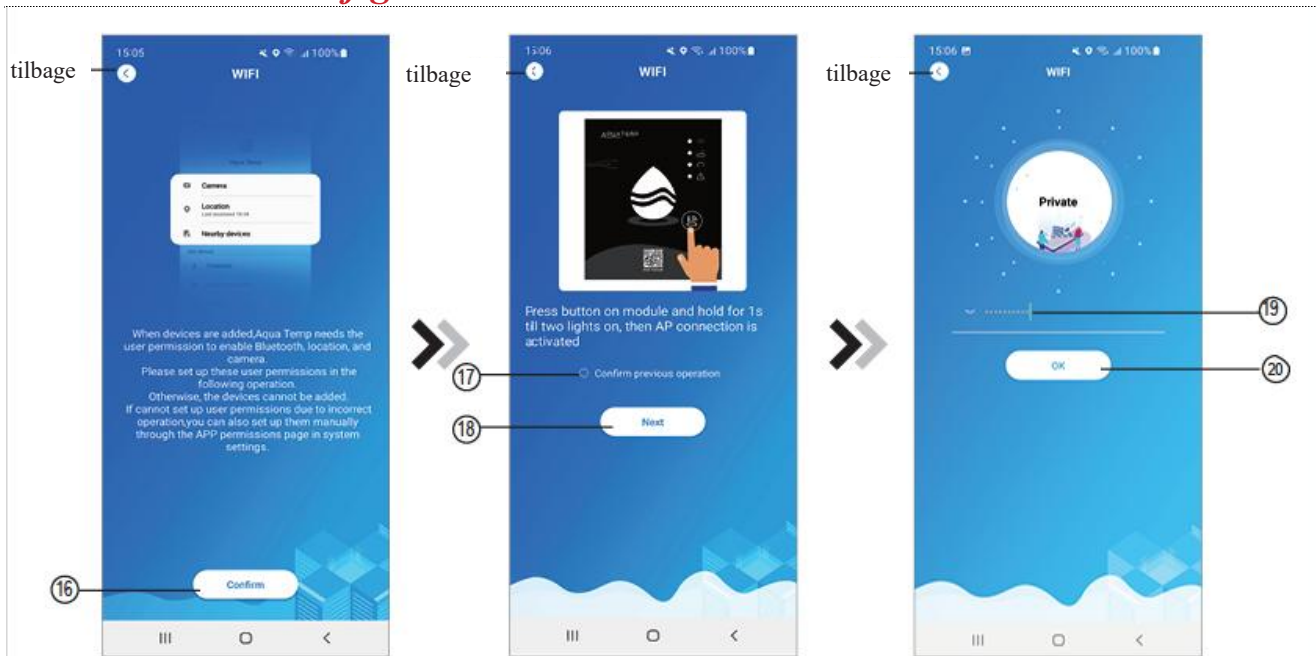 15:05
100%
tilbage
WIFI
Camera
Location
Nearby devices
When devices are added,Aqua Temp needs the
user permission to enable Bluetooth, location, and
camera.
Please set up these user permissions in the
following operation.
Otherwise, the devices cannot be added.
If cannot set up user permissions due to incorrect
operation,you can also set up them manually
through the APP permissions page in system
settings.
16
Confirm
15:06
100%
tilbage
WIFI
Press button on module and hold for 1s
till two lights on, then AP connection is
activated
17
Confirm previous operation
18
Next
15:06
100%
tilbage
WIFI
Private
19
OK
20